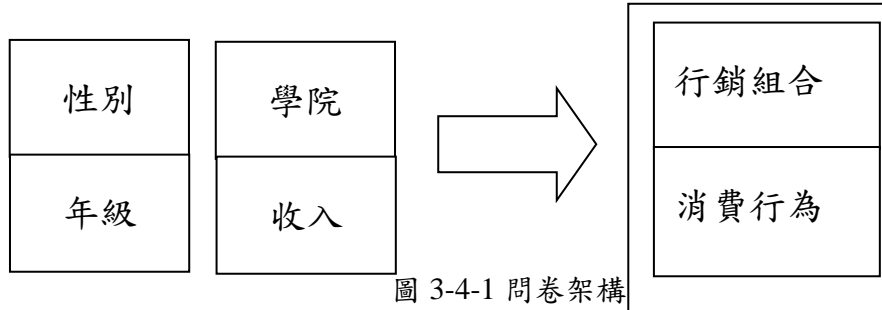 性別
學院
行銷組合
年級
收入
消費行為
圖 3-4-1 問卷架構